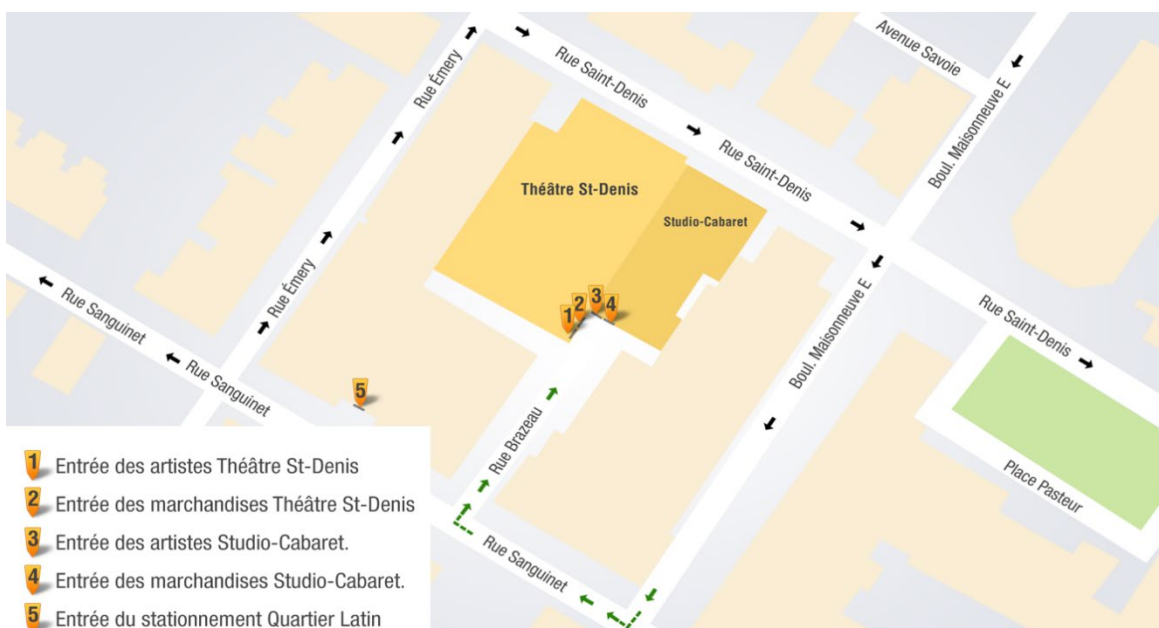 Avenue Savoie
Rue Saint-Denis
Rue Émery
Boul. Maisonneuve E
Rue Saint-Denis
Théâtre St-Denis
Studio-Cabaret
Rue Émery
Rue Sanguinet
3
2
4
1
Boul. Maisonneuve E
Rue Saint-Denis
Rue Sanguinet
5
Rue Brazeau
Place Pasteur
Rue Sanguinet
1 Entrée des artistes Théâtre St-Denis
2 Entrée des marchandises Théâtre St-Denis
3 Entrée des artistes Studio-Cabaret.
4 Entrée des marchandises Studio-Cabaret.
5 Entrée du stationnement Quartier Latin